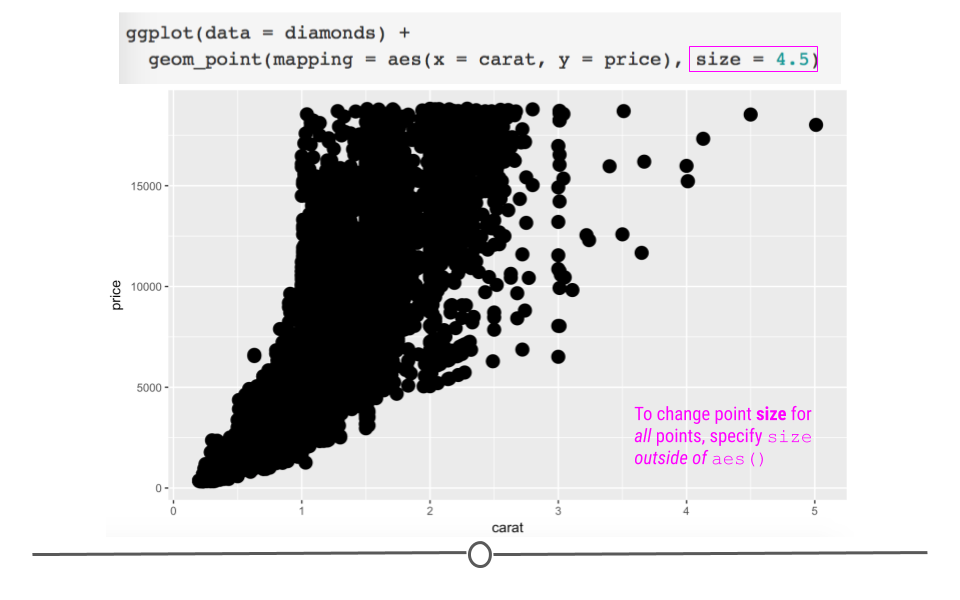 ggplot(data = diamonds) +
geom_point(mapping = aes(x = carat, y = price), size = 4.5)
15000
10000
5000
0
price
0 1 2 3 4 5
carat
To change point size for
all points, specify size
outside of aes()